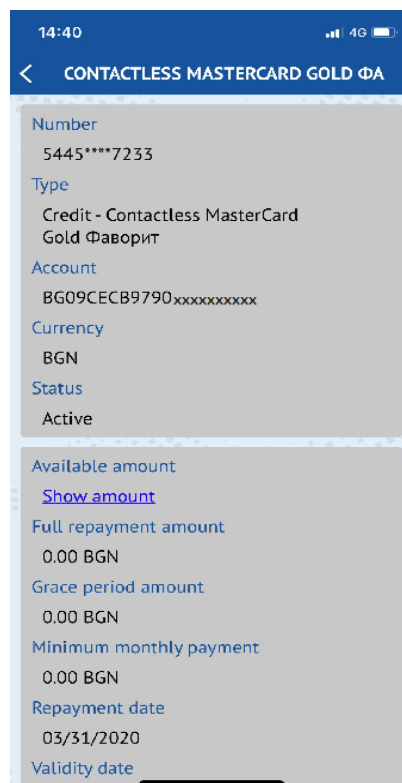 14:40 4G
CONTACTLESS MASTERCARD GOLD ФА
Number
5445****7233
Type
Credit - Contactless MasterCard
Gold Фаворит
Account
BG09CECB9790xxxxxxxxxx
Currency
BGN
Status
Active
Available amount
Show amount
Full repayment amount
0.00 BGN
Grace period amount
0.00 BGN
Minimum monthly payment
0.00 BGN
Repayment date
03/31/2020
Validity date